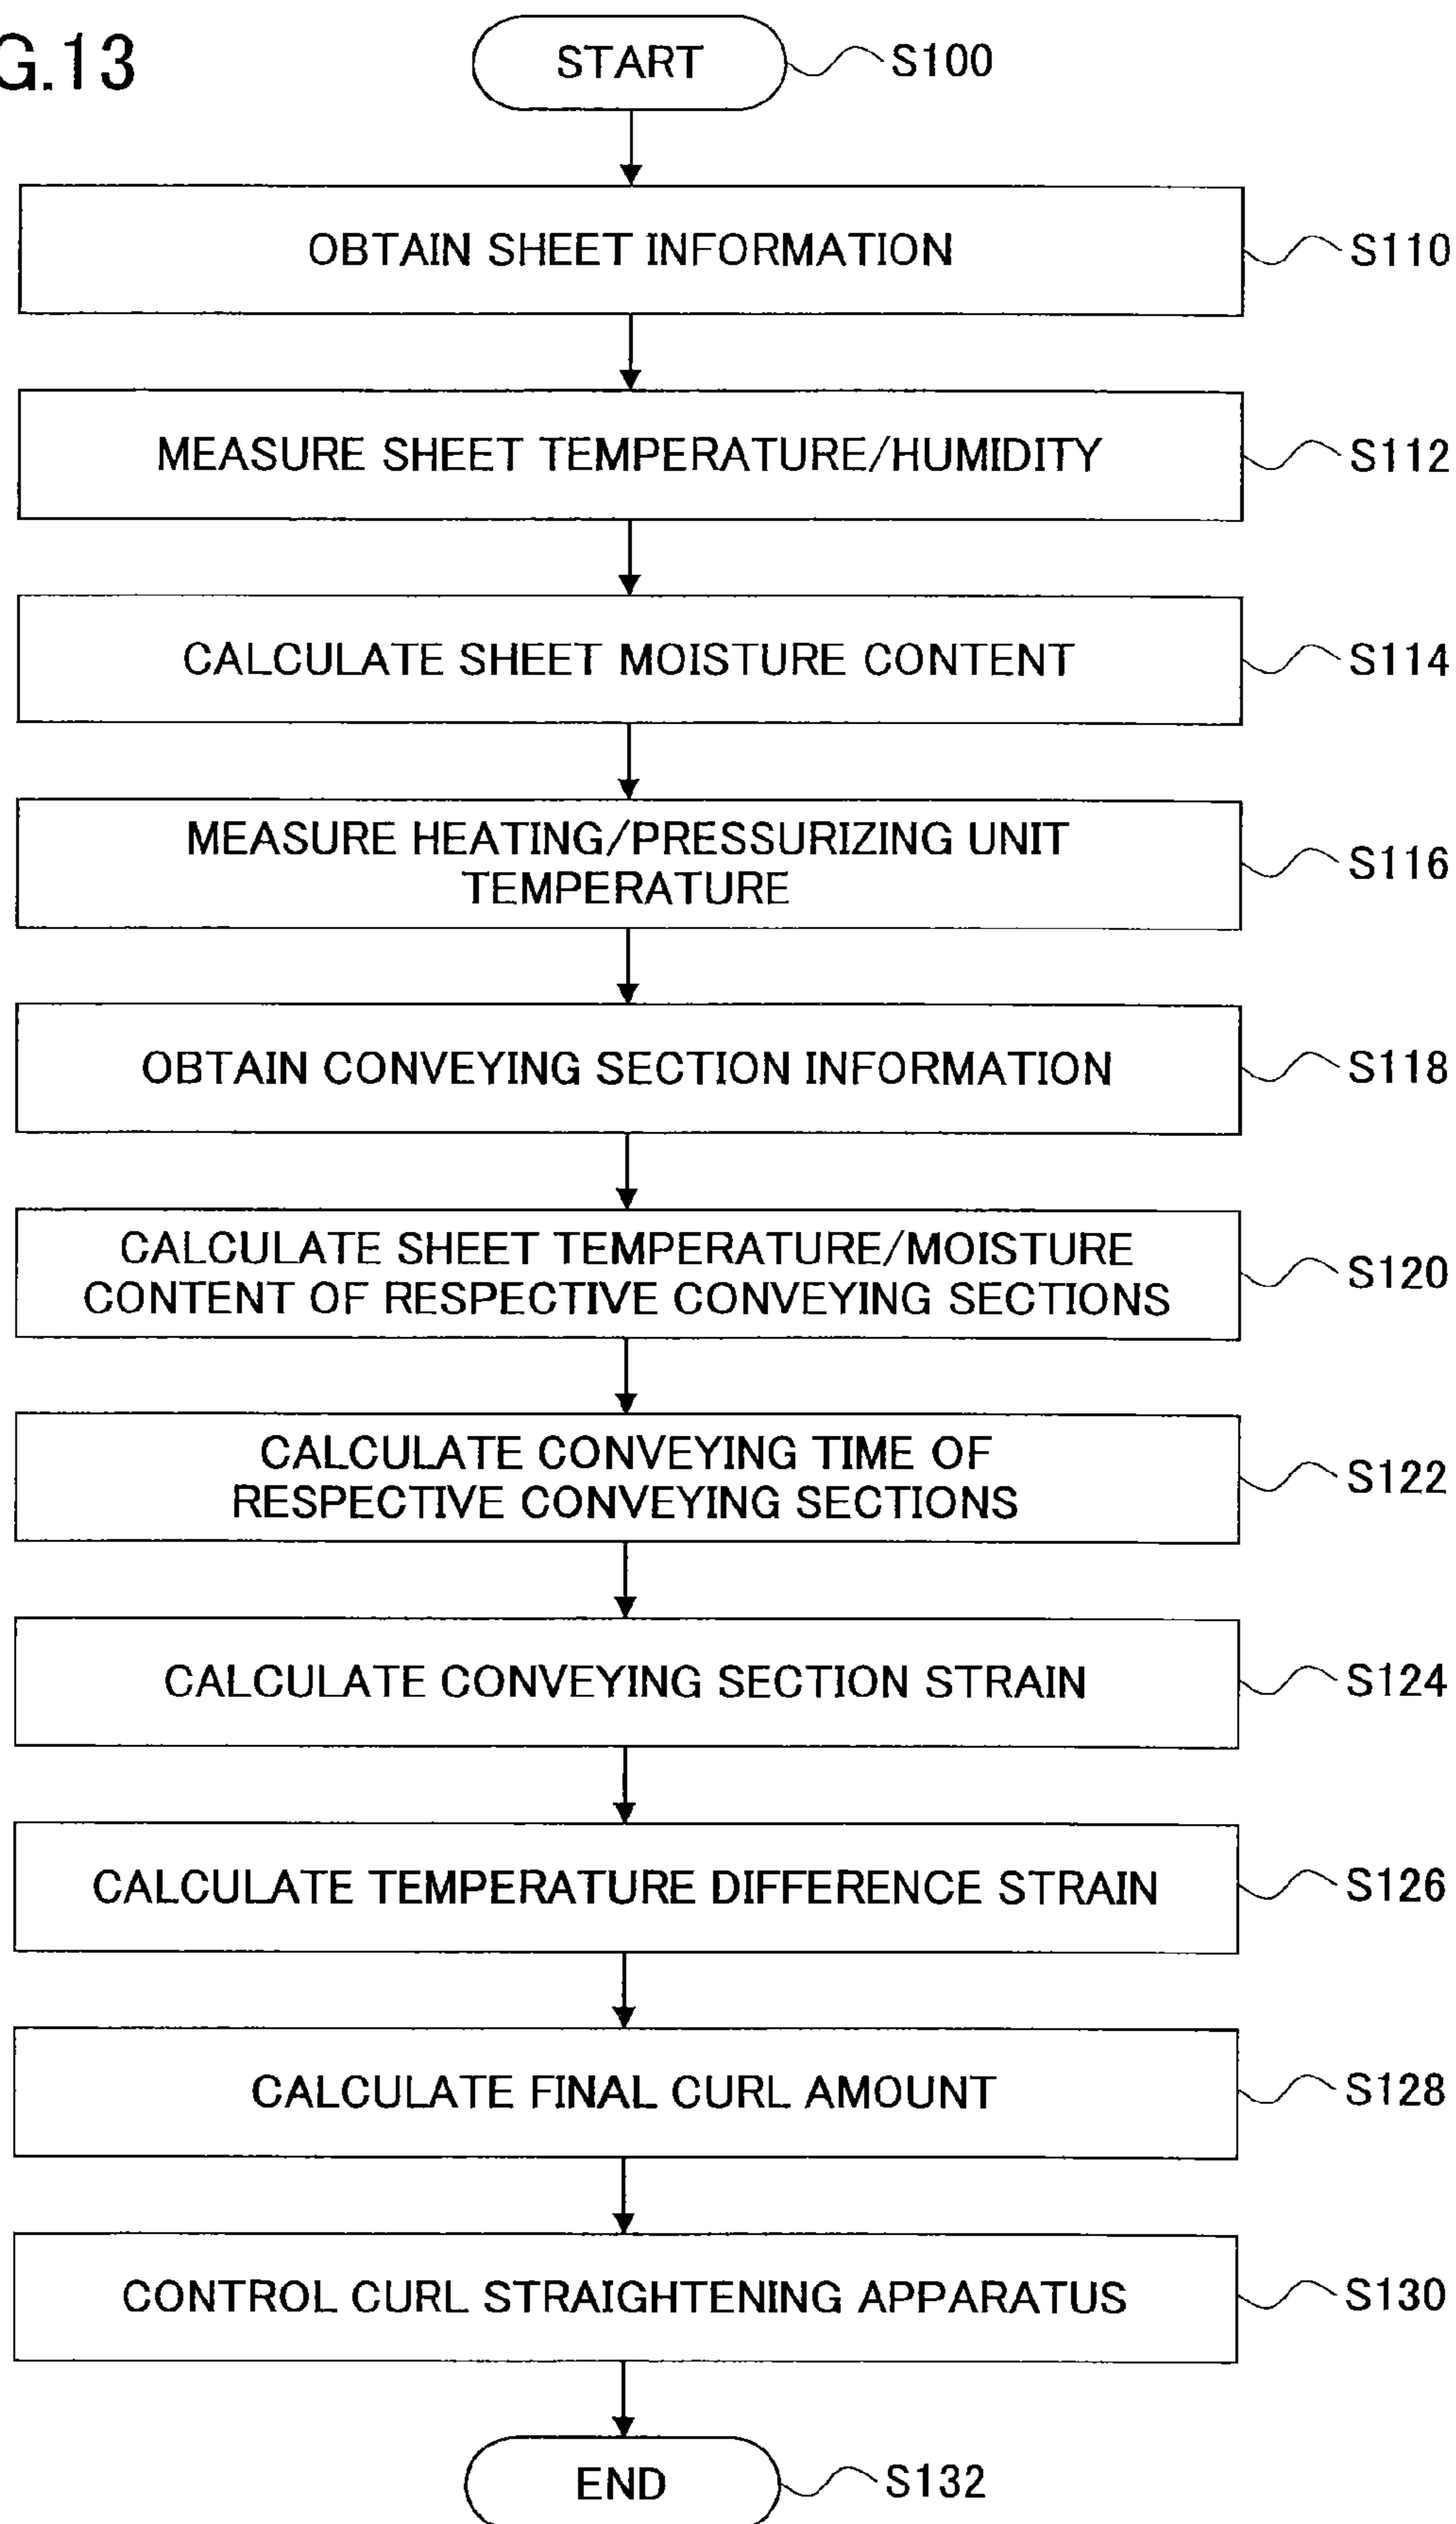 G.13
START
S100
OBTAIN SHEET INFORMATION
S110
MEASURE SHEET TEMPERATURE/HUMIDITY
S112
CALCULATE SHEET MOISTURE CONTENT
S114
MEASURE HEATING/PRESSURIZING UNIT
TEMPERATURE
S116
OBTAIN CONVEYING SECTION INFORMATION
S118
CALCULATE SHEET TEMPERATURE/MOISTURE
CONTENT OF RESPECTIVE CONVEYING SECTIONS
S120
CALCULATE CONVEYING TIME OF
RESPECTIVE CONVEYING SECTIONS
S122
CALCULATE CONVEYING SECTION STRAIN
S124
CALCULATE TEMPERATURE DIFFERENCE STRAIN
S126
CALCULATE FINAL CURL AMOUNT
S128
CONTROL CURL STRAIGHTENING APPARATUS
S130
END
S132